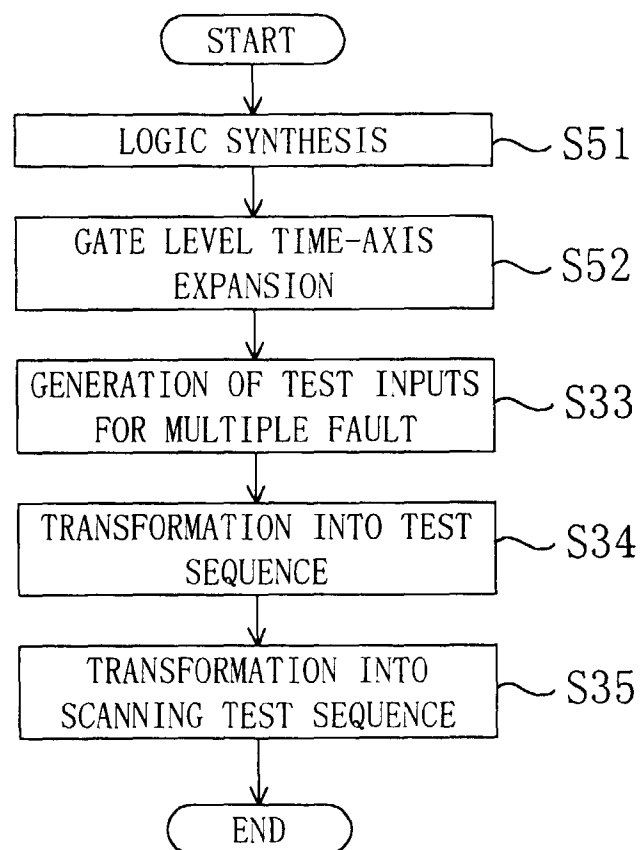 START
LOGIC SYNTHESIS
S51
GATE LEVEL TIME-AXIS
EXPANSION
S52
GENERATION OF TEST INPUTS
FOR MULTIPLE FAULT
S33
TRANSFORMATION INTO TEST
SEQUENCE
S34
TRANSFORMATION INTO
SCANNING TEST SEQUENCE
S35
END